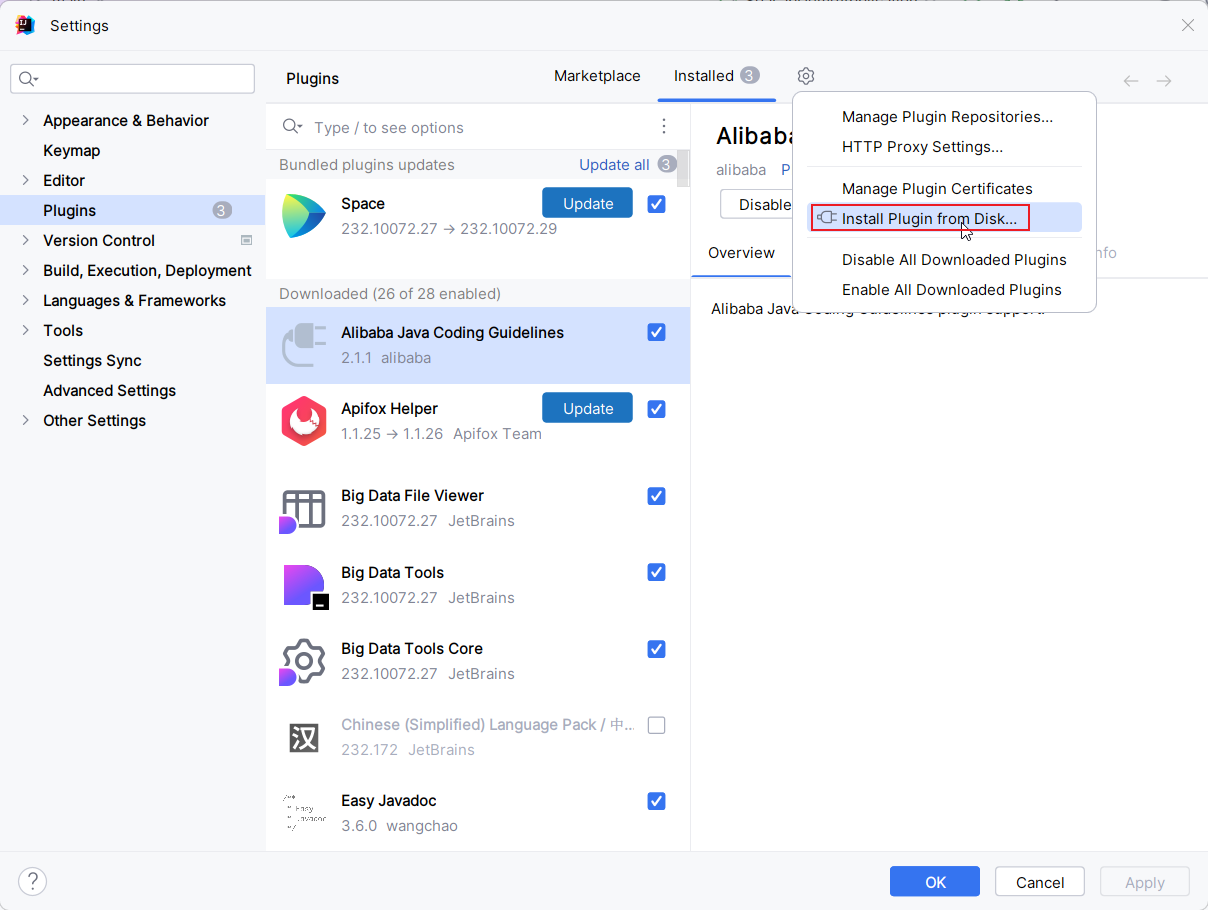 Settings
Plugins
Marketplace
Installed 3
Appearance & Behavior
Keymap
Editor
Plugins 3
Version Control
Build, Execution, Deployment
Languages & Frameworks
Tools
Settings Sync
Advanced Settings
Other Settings
Type / to see options
Bundled plugins updates
Update all 3
Space
Update
232.10072.27 → 232.10072.29
Downloaded (26 of 28 enabled)
Alibaba Java Coding Guidelines
2.1.1 alibaba
Apifox Helper
Update
1.1.25 → 1.1.26 Apifox Team
Big Data File Viewer
232.10072.27 JetBrains
Big Data Tools
232.10072.27 JetBrains
Big Data Tools Core
232.10072.27 JetBrains
汉
Chinese (Simplified) Language Pack / 中...
232.172 JetBrains
/**
* Easy
* Javadoc
*/
Easy Javadoc
3.6.0 wangchao
Alibaba
alibaba P
Disable
Overview
nfo
Alibaba Java Coding Guidelines plugin support.
Manage Plugin Repositories...
HTTP Proxy Settings...
Manage Plugin Certificates
Install Plugin from Disk...
Disable All Downloaded Plugins
Enable All Downloaded Plugins
?
OK
Cancel
Apply